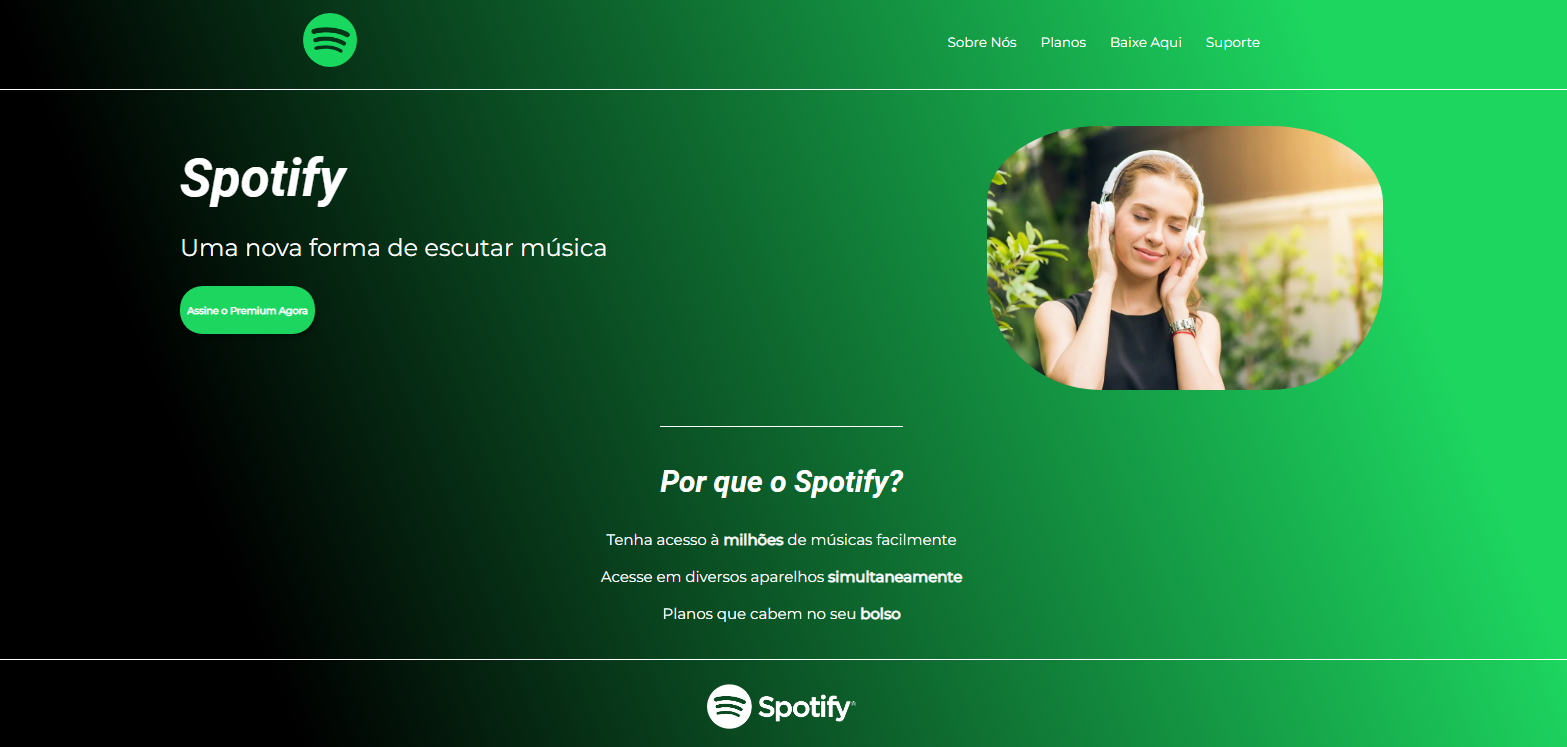 Sobre Nós Planos Baixe Aqui Suporte
Spotify
Uma nova forma de escutar música
Assine o Premium Agora
Por que o Spotify?
Tenha acesso à milhões de músicas facilmente
Acesse em diversos aparelhos simultaneamente
Planos que cabem no seu bolso
Spotify®